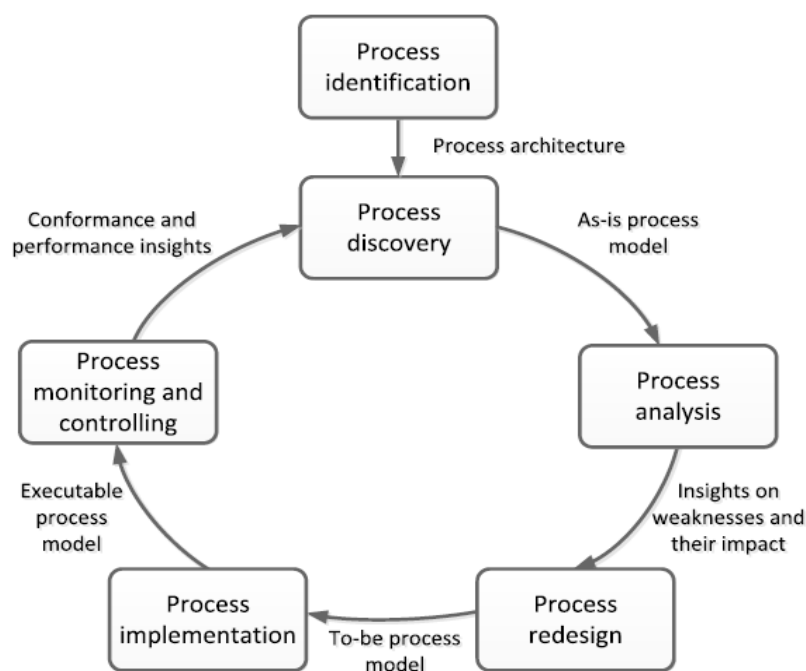 Process
identification
Process architecture
Process
discovery
As-is process
model
Process
analysis
Insights on
weaknesses and
their impact
Process
redesign
To-be process
model
Process
implementation
Executable
process
model
Process
monitoring and
controlling
Conformance and
performance insights